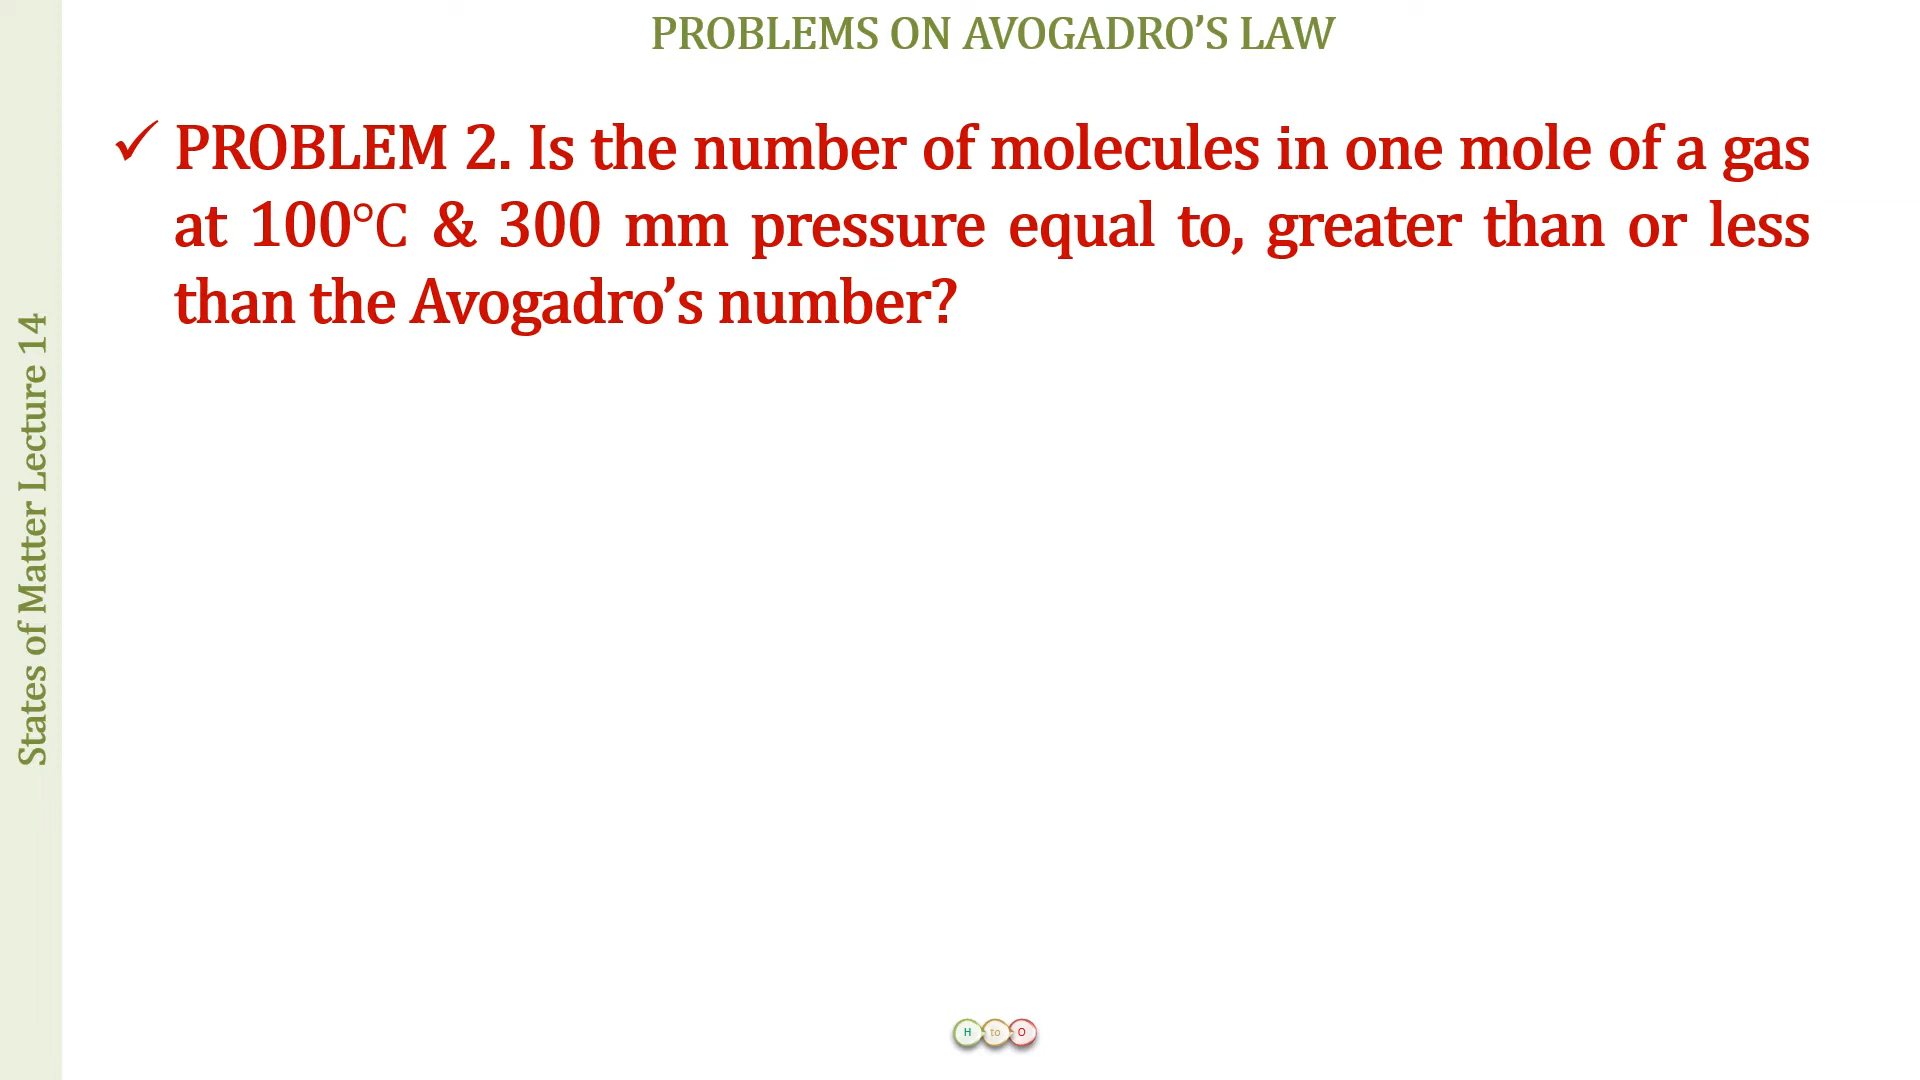 PROBLEMS ON AVOGADRO’S LAW
✓ PROBLEM 2. Is the number of molecules in one mole of a gas
at 100°C & 300 mm pressure equal to, greater than or less
than the Avogadro’s number?
States of Matter Lecture 14
H to O